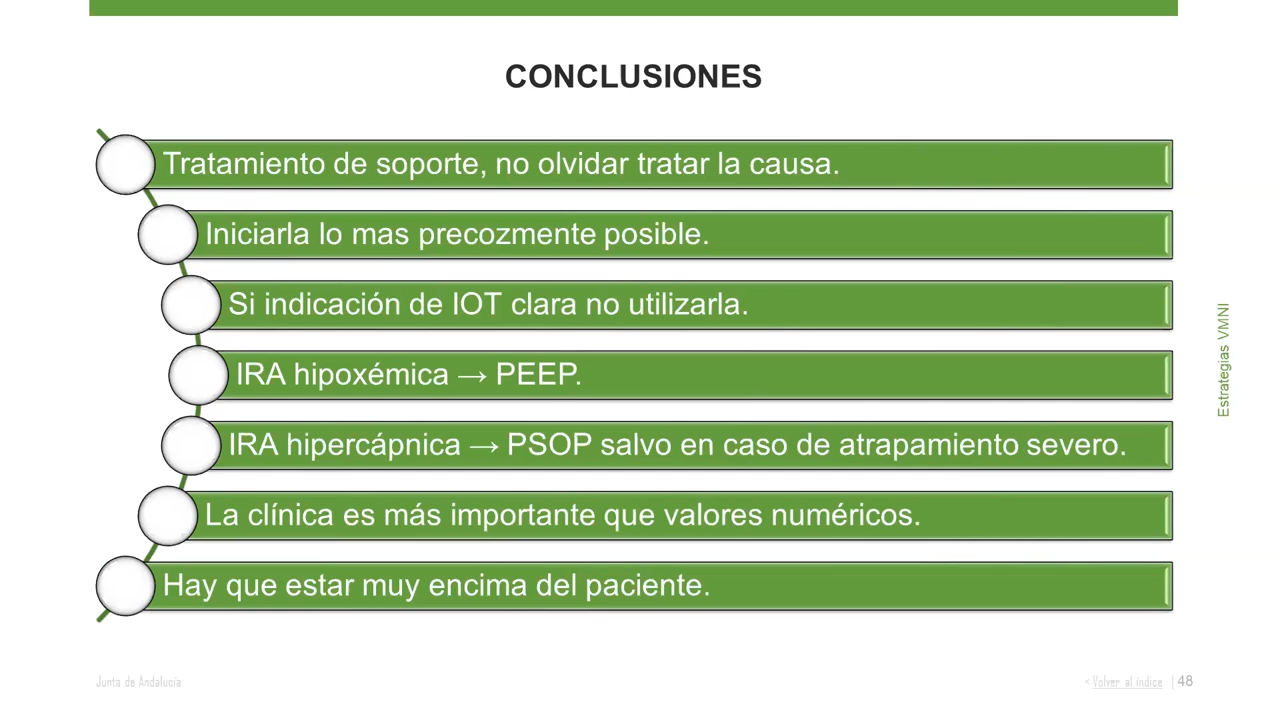 CONCLUSIONES
Tratamiento de soporte, no olvidar tratar la causa.
Iniciarla lo mas precozmente posible.
Si indicación de IOT clara no utilizarla.
IRA hipoxémica → PEEP.
IRA hipercápnica → PSOP salvo en caso de atrapamiento severo.
La clínica es más importante que valores numéricos.
Hay que estar muy encima del paciente.
Estrategias VMNI
Junta de Andalucía
< Volver al índice | 48